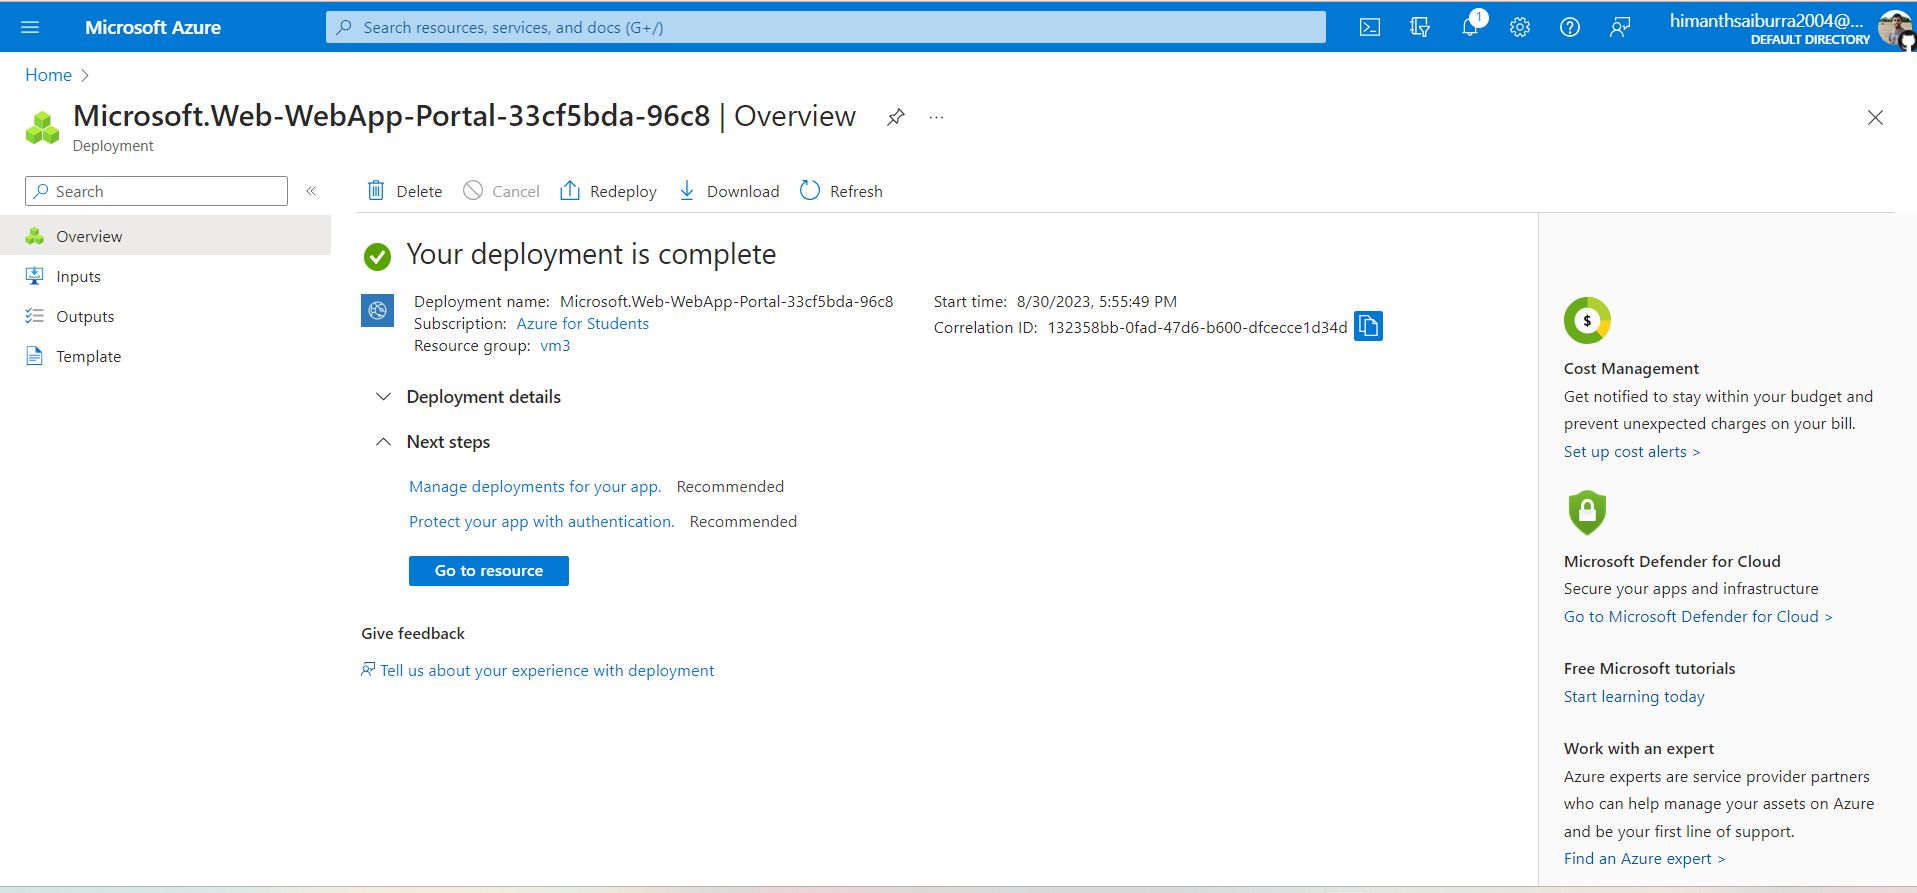 Microsoft Azure
Search resources, services, and docs (G+/)
1
himanthsaiburra2004@...
DEFAULT DIRECTORY
Home
Microsoft.Web-WebApp-Portal-33cf5bda-96c8 | Overview
Deployment
Search
Delete
Cancel
Redeploy
Download
Refresh
Overview
Inputs
Outputs
Template
Your deployment is complete
Deployment name: Microsoft.Web-WebApp-Portal-33cf5bda-96c8
Subscription: Azure for Students
Resource group: vm3
Start time: 8/30/2023, 5:55:49 PM
Correlation ID: 132358bb-0fad-47d6-b600-dfcecce1d34d
Deployment details
Next steps
Manage deployments for your app. Recommended
Protect your app with authentication. Recommended
Go to resource
Give feedback
Tell us about your experience with deployment
$
Cost Management
Get notified to stay within your budget and
prevent unexpected charges on your bill.
Set up cost alerts >
Microsoft Defender for Cloud
Secure your apps and infrastructure
Go to Microsoft Defender for Cloud >
Free Microsoft tutorials
Start learning today
Work with an expert
Azure experts are service provider partners
who can help manage your assets on Azure
and be your first line of support.
Find an Azure expert >